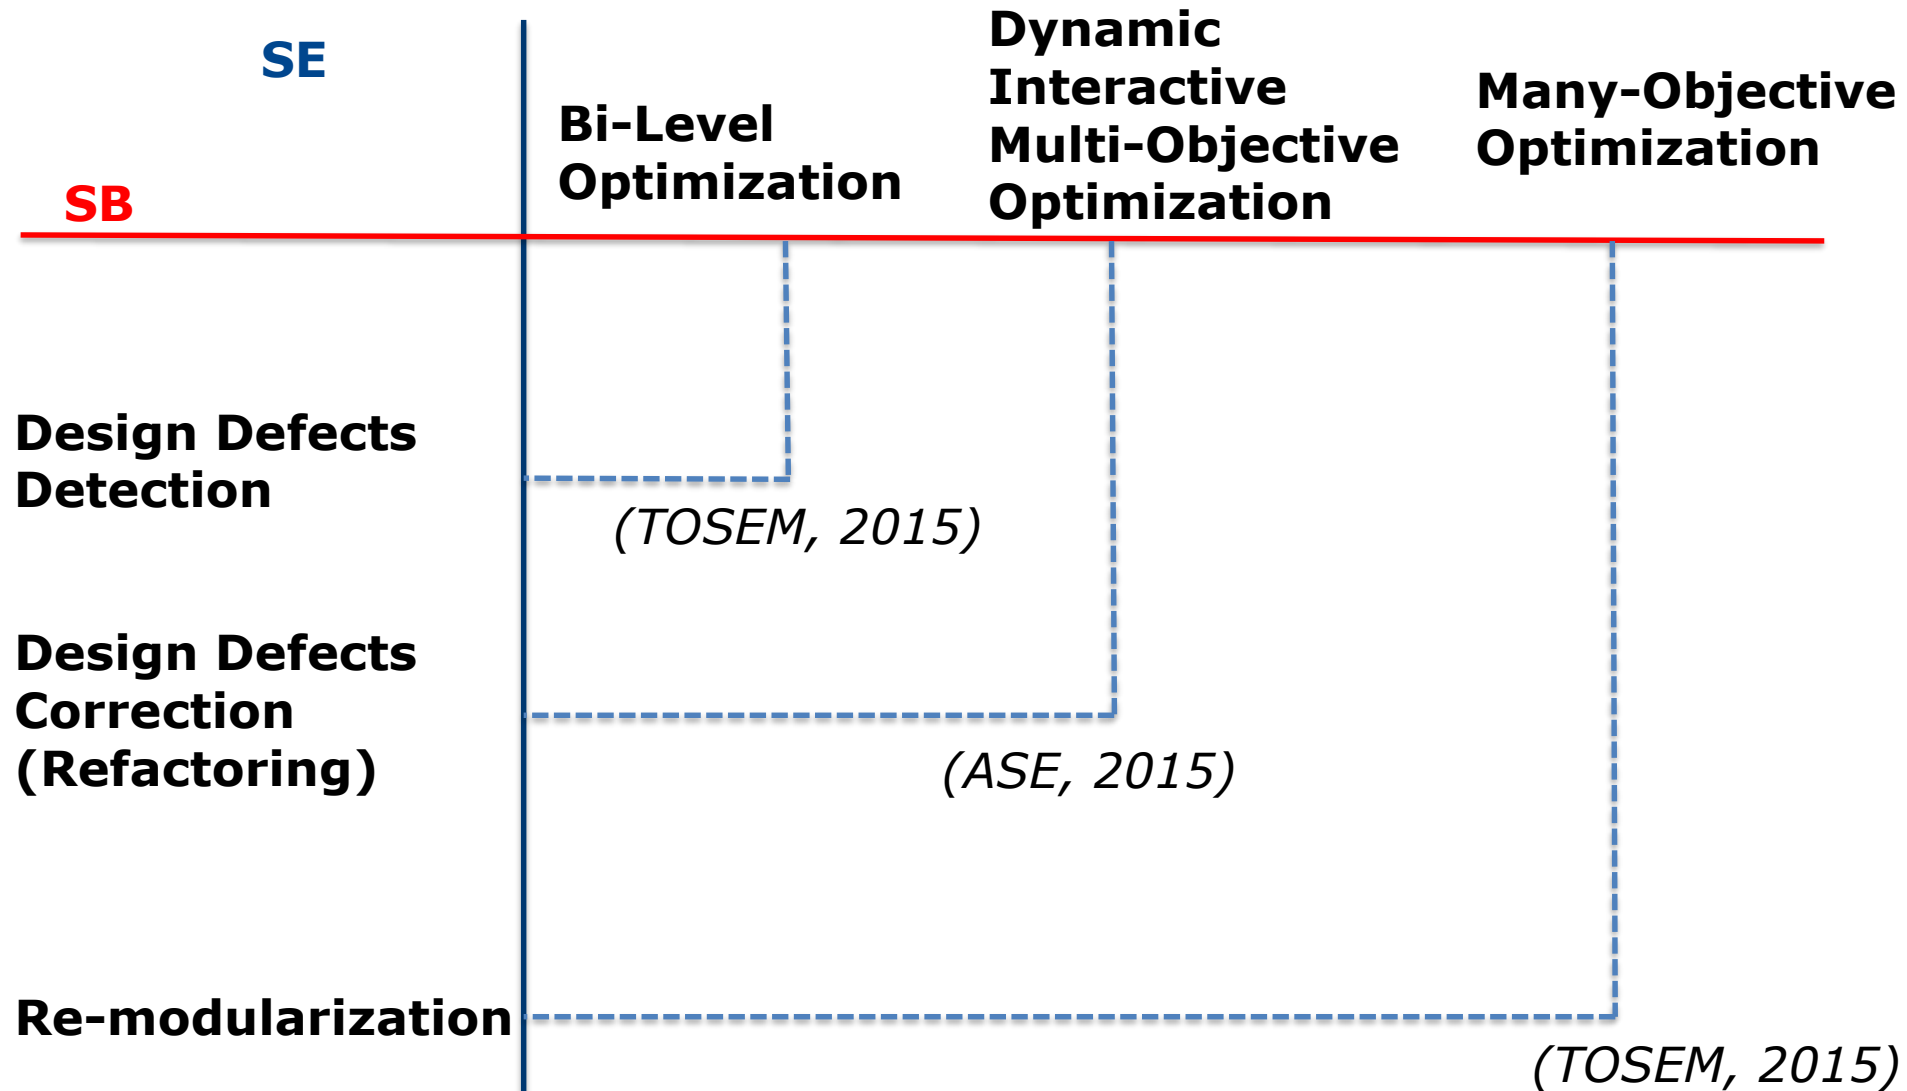 SE
SB
Bi-Level
Optimization
Dynamic
Interactive
Multi-Objective
Optimization
Many-Objective
Optimization
Design Defects
Detection
(TOSEM, 2015)
Design Defects
Correction
(Refactoring)
(ASE, 2015)
Re-modularization
(TOSEM, 2015)